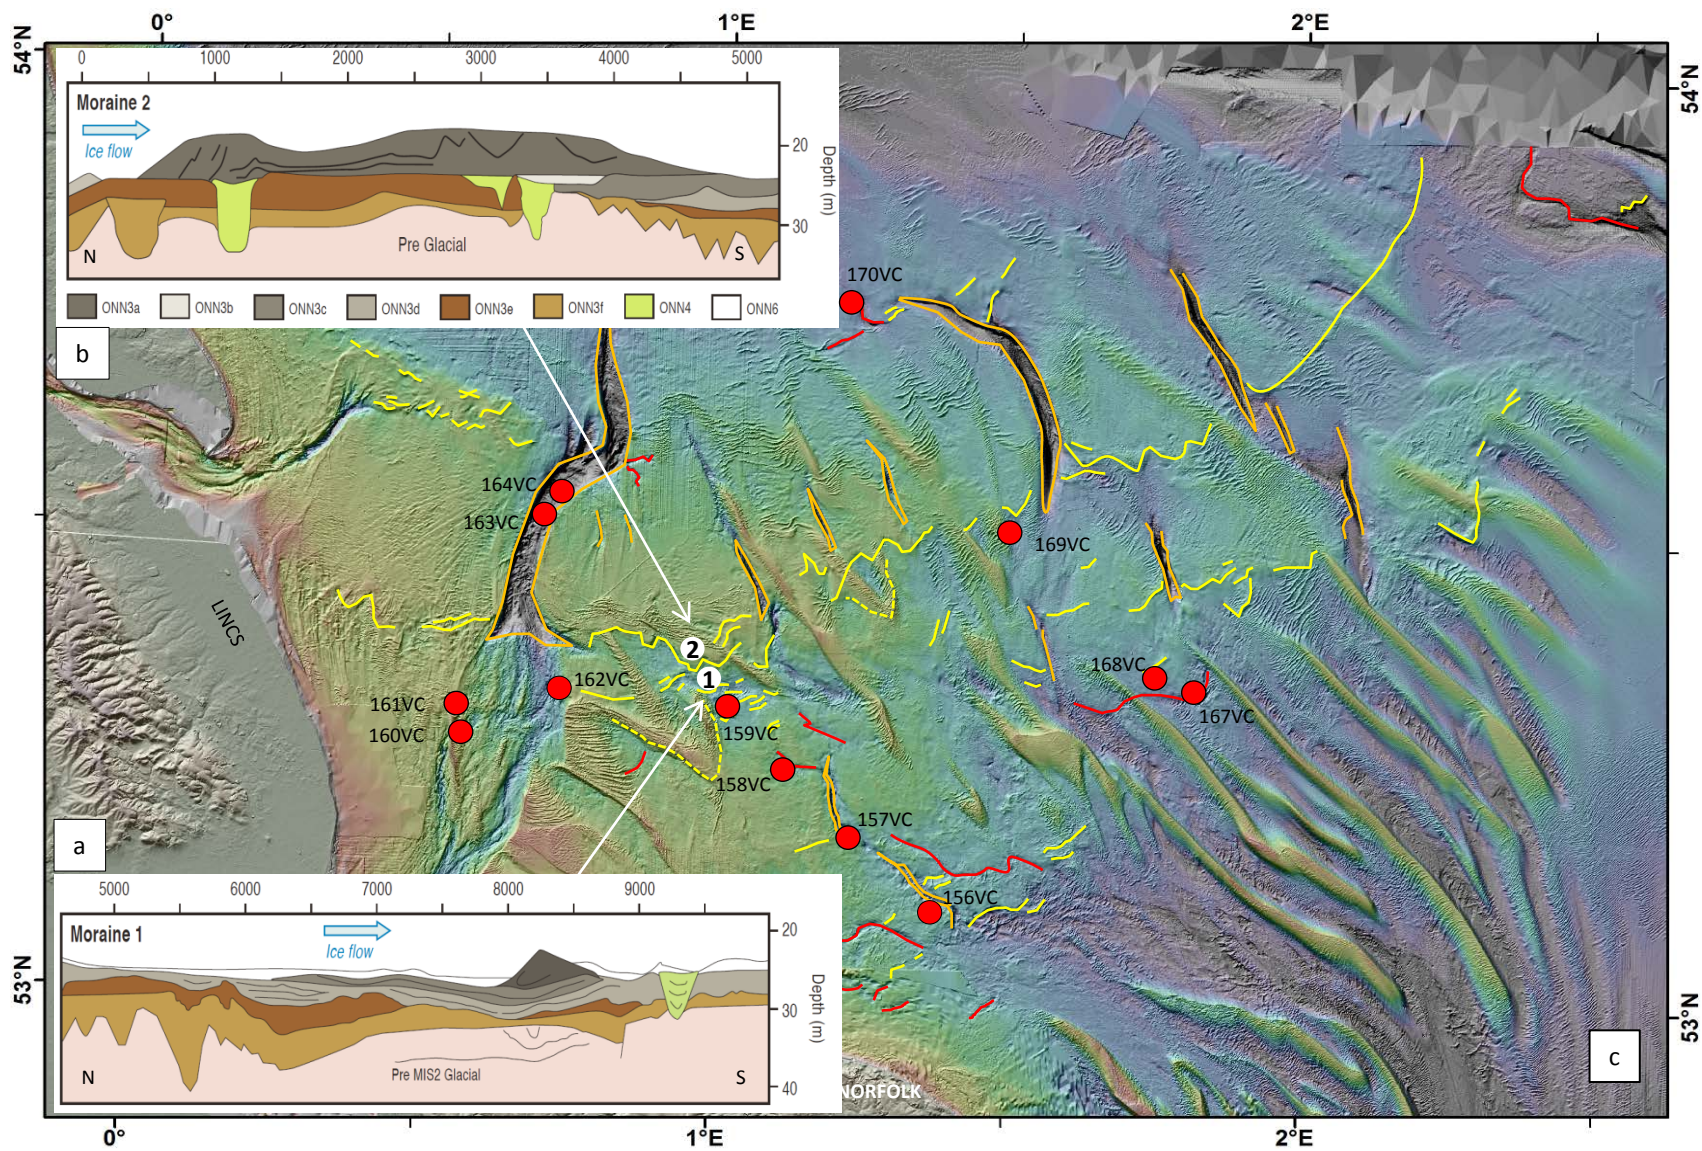 0° 1°E 2°E
54°N
54°N
0 1000 2000 3000 4000 5000
Moraine 2
Ice flow
20
30
Depth (m)
Pre Glacial
N
S
ONN3a ONN3b ONN3c ONN3d ONN3e ONN3f ONN4 ONN6
b
170VC
164VC
163VC
169VC
LINCS
2
1
168VC
167VC
162VC
161VC
160VC
159VC
158VC
157VC
156VC
a
5000 6000 7000 8000 9000
Moraine 1
Ice flow
20
30
40
Depth (m)
Pre MIS2 Glacial
N
S
53°N
53°N
c
NORFOLK
0° 1°E 2°E